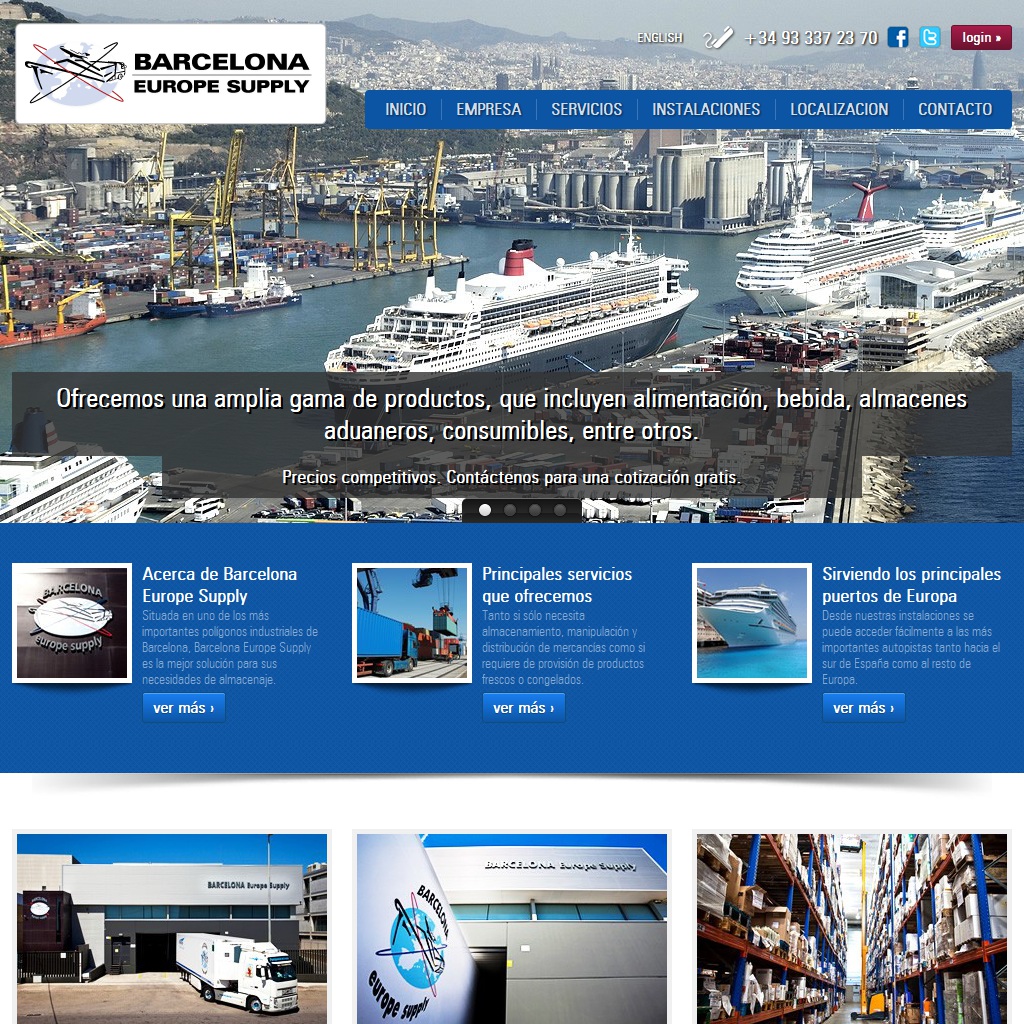 BARCELONA
EUROPE SUPPLY
ENGLISH
+34 93 337 23 70
login »
INICIO
EMPRESA
SERVICIOS
INSTALACIONES
LOCALIZACION
CONTACTO
Ofrecemos una amplia gama de productos, que incluyen alimentación, bebida, almacenes
aduaneros, consumibles, entre otros.
Precios competitivos. Contáctenos para una cotización gratis.
BARCELONA
europe supply
Acerca de Barcelona
Europe Supply
Situada en uno de los más
importantes polígonos industriales de
Barcelona, Barcelona Europe Supply
es la mejor solución para sus
necesidades de almacenaje.
ver más ›
Principales servicios
que ofrecemos
Tanto si sólo necesita
almacenamiento, manipulación y
distribución de mercancías como si
requiere de provisión de productos
frescos o congelados.
ver más ›
Sirviendo los principales
puertos de Europa
Desde nuestras instalaciones se
puede acceder fácilmente a las más
importantes autopistas tanto hacia el
sur de España como al resto de
Europa.
ver más ›
BARCELONA Europe Supply
BARCELONA Europe Supply
BARCELONA
europe supply